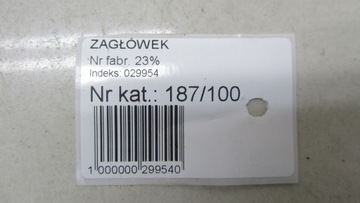 ZAGŁÓWEK
Nr fabr. 23%
Indeks: 029954
Nr kat.: 187/100
1 000000 299540